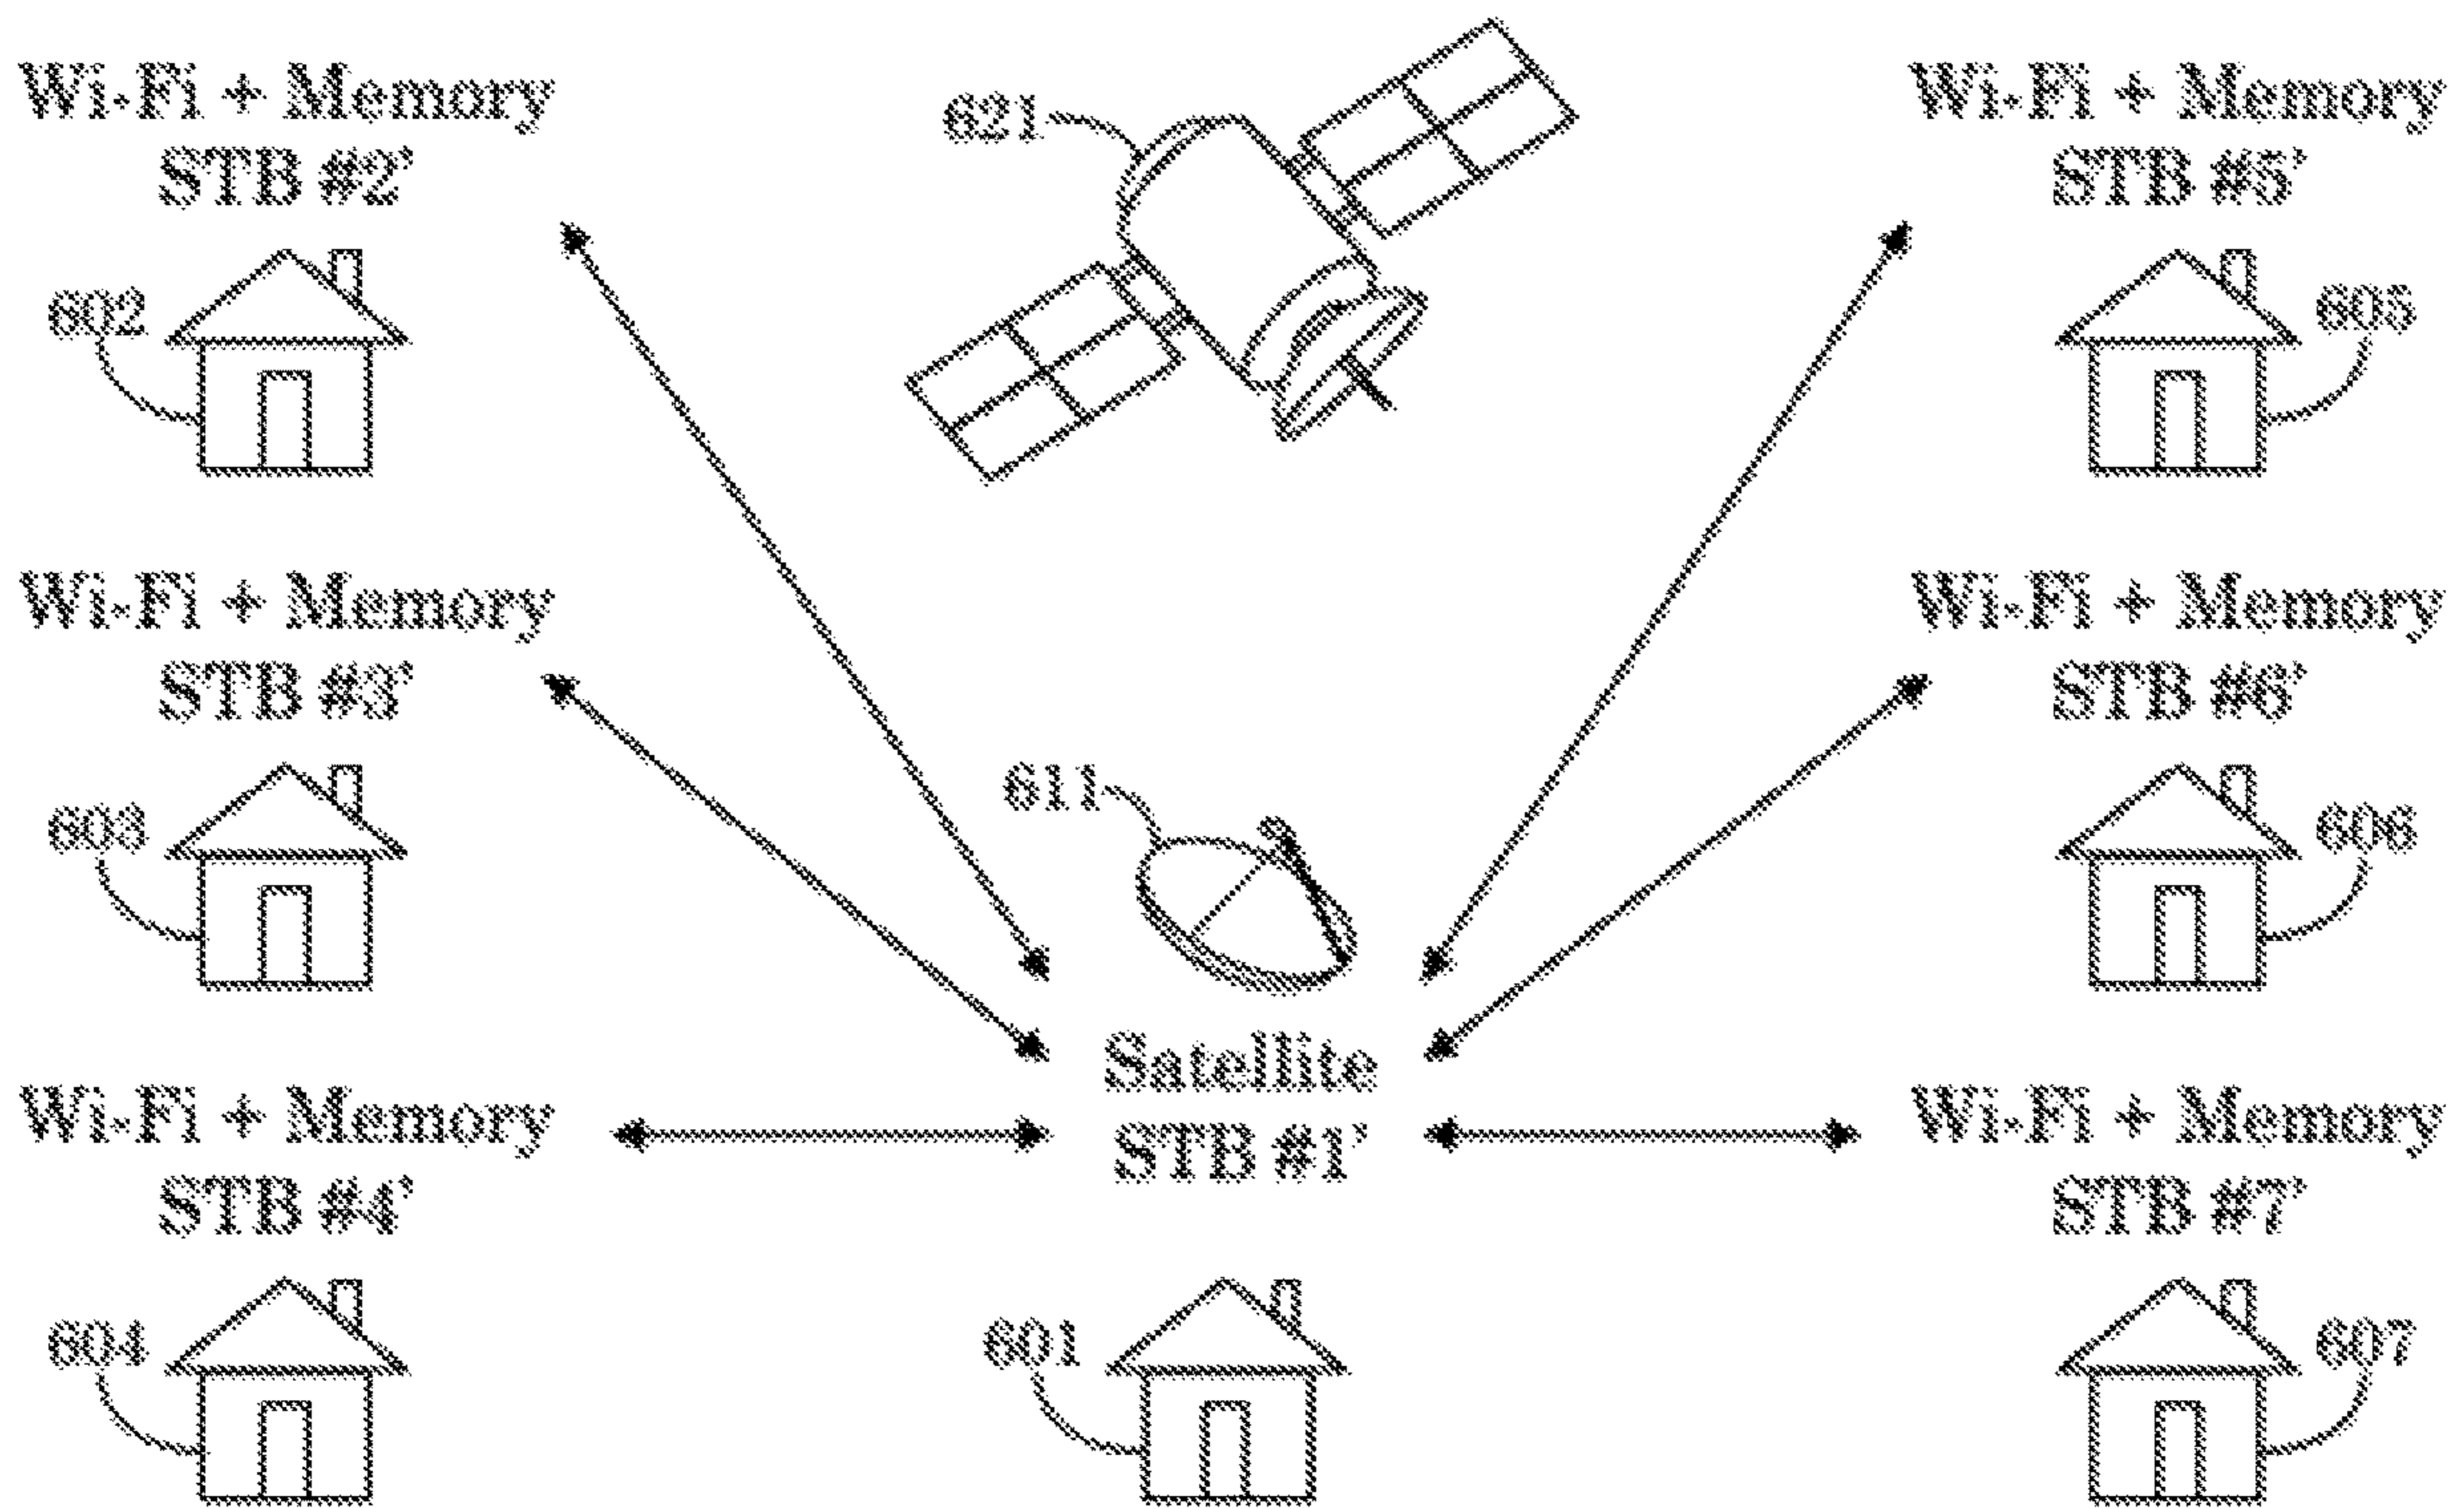 Wi-Fi + Memory
STB #2'
602
Wi-Fi + Memory
STB #3'
603
Wi-Fi + Memory
STB #4'
604
621
611
Satellite
STB #1'
601
Wi-Fi + Memory
STB #5'
605
Wi-Fi + Memory
STB #6'
606
Wi-Fi + Memory
STB #7'
607